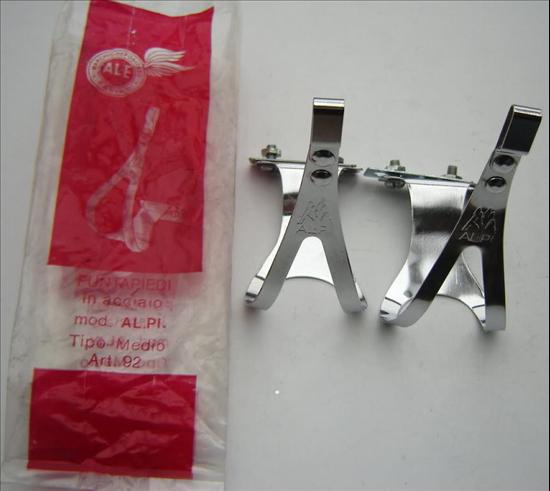 ALE
PUNTAPIEDI
in acciaio
mod. AL.PI.
Tipo Medio
Art. 92
ALPI
ALPI